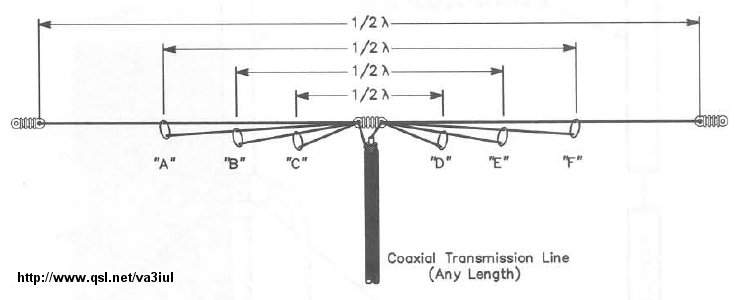 1/2 λ
1/2 λ
1/2 λ
1/2 λ
"A"
"B"
"C"
"D"
"E"
"F"
Coaxial Transmission Line
(Any Length)
http://www.qsl.net/va3iul